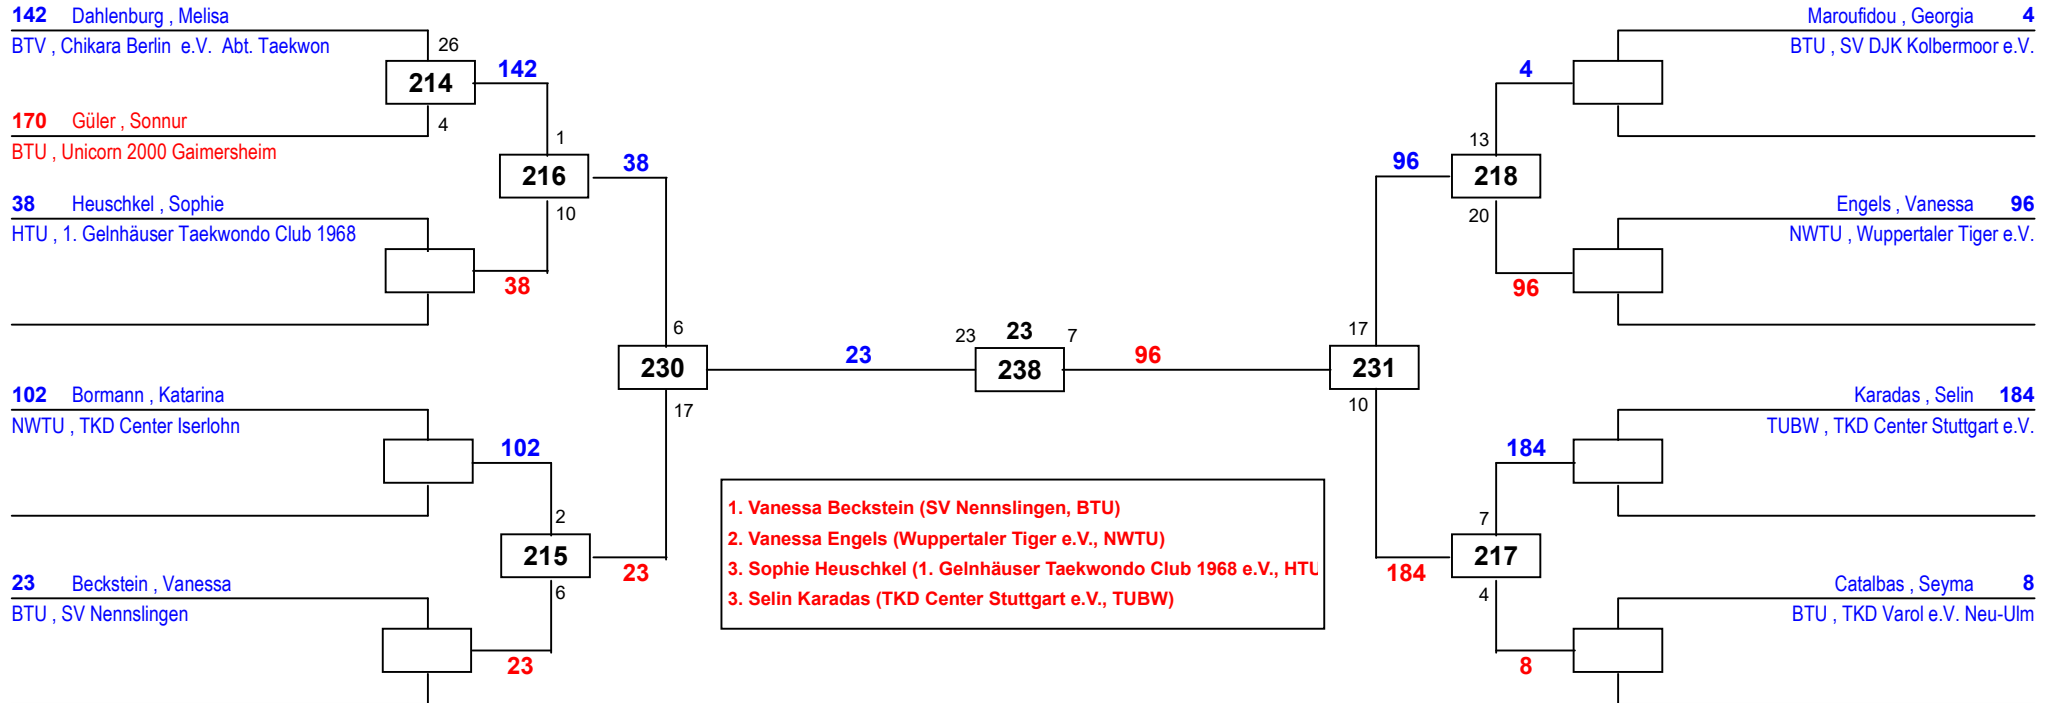 142 Dahlenburg , Melisa
BTV , Chikara Berlin e.V. Abt. Taekwon
26
214
142
4
170 Güler , Sonnur
BTU , Unicorn 2000 Gaimersheim
1
216
38
10
38 Heuschkel , Sophie
HTU , 1. Gelnhäuser Taekwondo Club 1968
38
6
230
23
17
102 Bormann , Katarina
NWTU , TKD Center Iserlohn
102
2
215
23
6
23 Beckstein , Vanessa
BTU , SV Nennslingen
23
23 23 7
238
96
1. Vanessa Beckstein (SV Nennslingen, BTU)
2. Vanessa Engels (Wuppertaler Tiger e.V., NWTU)
3. Sophie Heuschkel (1. Gelnhäuser Taekwondo Club 1968 e.V., HTU
3. Selin Karadas (TKD Center Stuttgart e.V., TUBW)
Maroufidou , Georgia 4
BTU , SV DJK Kolbermoor e.V.
4
13
96
218
20
Engels , Vanessa 96
NWTU , Wuppertaler Tiger e.V.
96
17
231
10
Karadas , Selin 184
TUBW , TKD Center Stuttgart e.V.
184
7
217
184
4
Catalbas , Seyma 8
BTU , TKD Varol e.V. Neu-Ulm
8